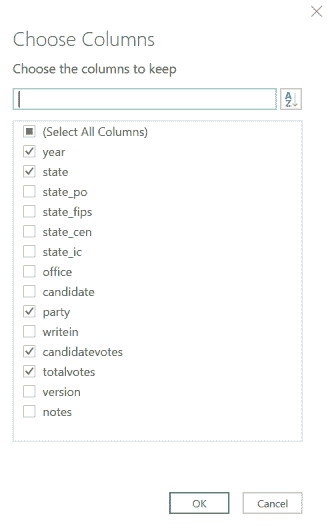 Choose Columns
Choose the columns to keep
A
Z
(Select All Columns)
year
state
state_po
state_fips
state_cen
state_ic
office
candidate
party
writein
candidatevotes
totalvotes
version
notes
OK Cancel